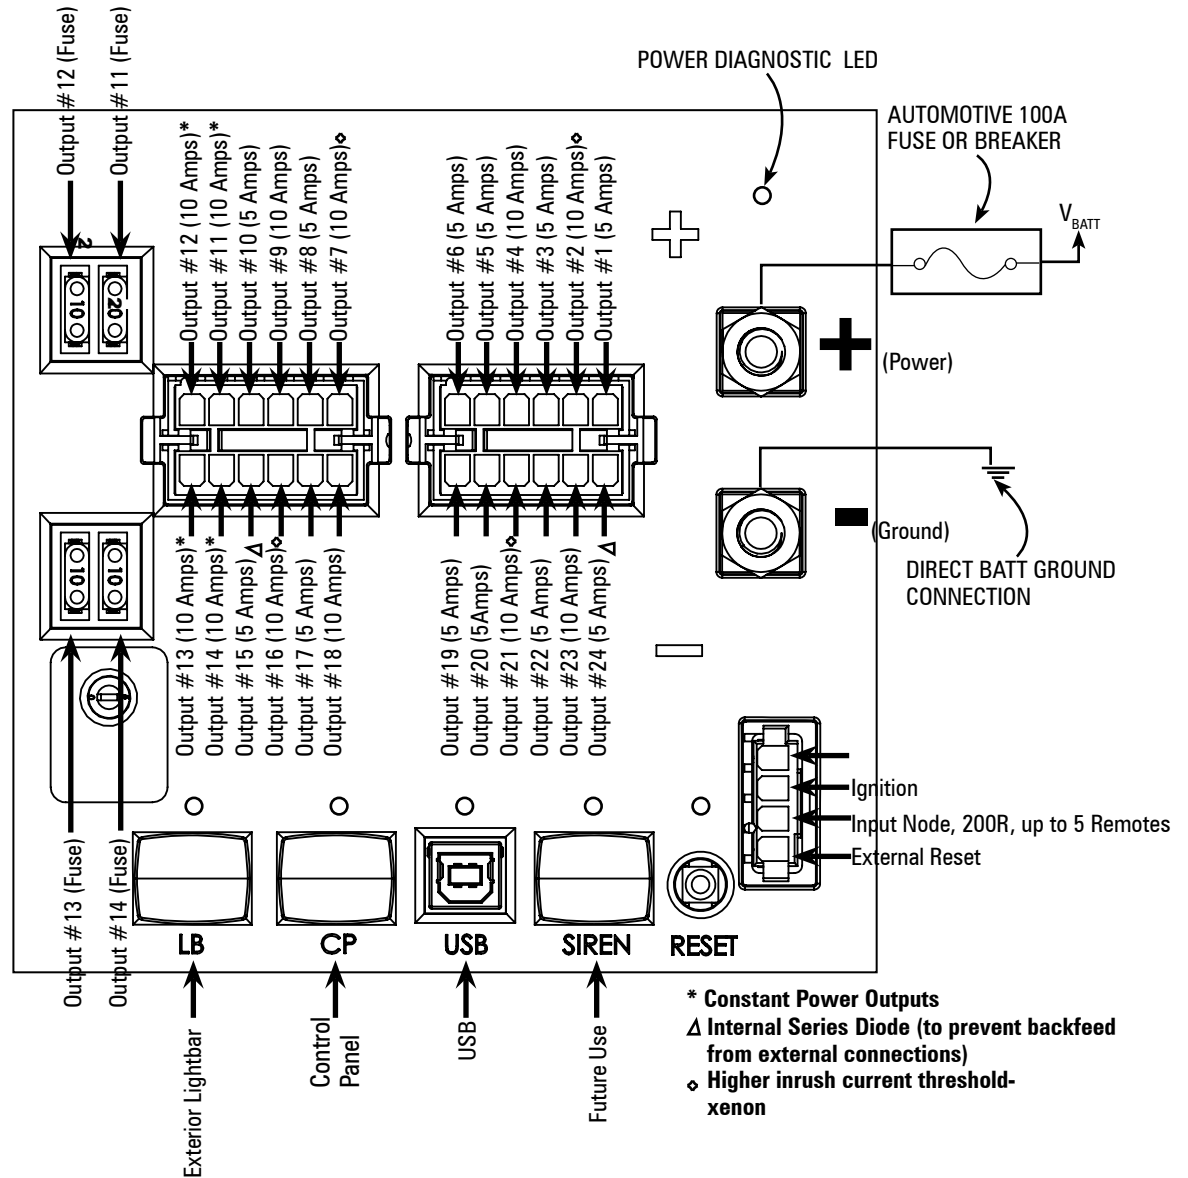 Output #12 (Fuse)
Output #11 (Fuse)
POWER DIAGNOSTIC LED
AUTOMOTIVE 100A
FUSE OR BREAKER
V BATT
Output #12 (10 Amps)*
Output #11 (10 Amps)*
Output #10 (5 Amps)
Output #9 (10 Amps)
Output #8 (5 Amps)
Output #7 (10 Amps)⋄
Output #6 (5 Amps)
Output #5 (5 Amps)
Output #4 (10 Amps)
Output #3 (5 Amps)
Output #2 (10 Amps)⋄
Output #1 (5 Amps)
2
10
20
+
(Power)
-
(Ground)
DIRECT BATT GROUND
CONNECTION
10
10
Output #13 (10 Amps)*
Output #14 (10 Amps)*
Output #15 (5 Amps) Δ
Output #16 (10 Amps)⋄
Output #17 (5 Amps)
Output #18 (10 Amps)
Output #19 (5 Amps)
Output #20 (5Amps)
Output #21 (10 Amps)⋄
Output #22 (5 Amps)
Output #23 (10 Amps)
Output #24 (5 Amps) Δ
Ignition
Input Node, 200R, up to 5 Remotes
External Reset
Output #13 (Fuse)
Output #14 (Fuse)
LB
CP
USB
SIREN
RESET
Exterior Lightbar
Control
Panel
USB
Future Use
* Constant Power Outputs
Δ Internal Series Diode (to prevent backfeed
from external connections)
⋄ Higher inrush current threshold-
xenon